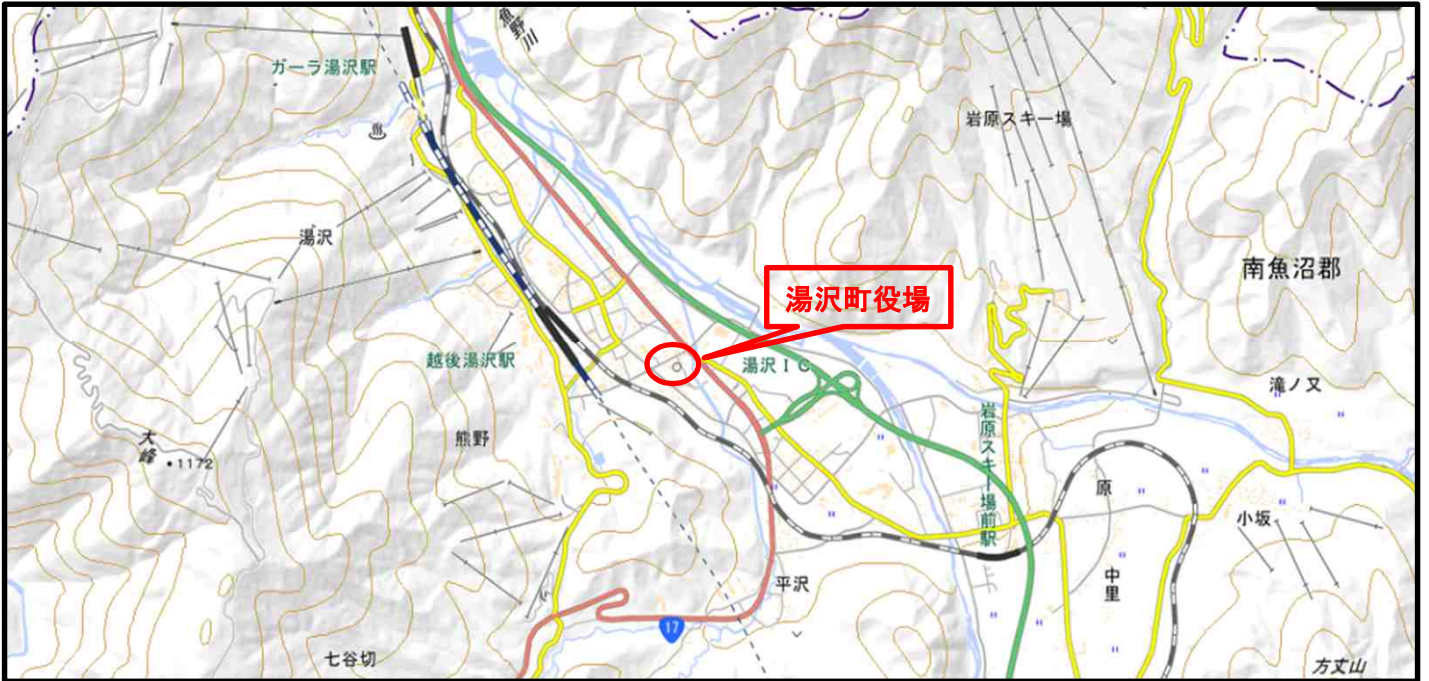 魚野川
ガーラ湯沢駅
岩原スキー場
湯沢
南魚沼郡
湯沢町役場
越後湯沢駅
湯沢IC
滝ノ又
岩原スキー場前駅
熊野
大峰
・1172
原
小坂
中里
平沢
17
七谷切
方丈山